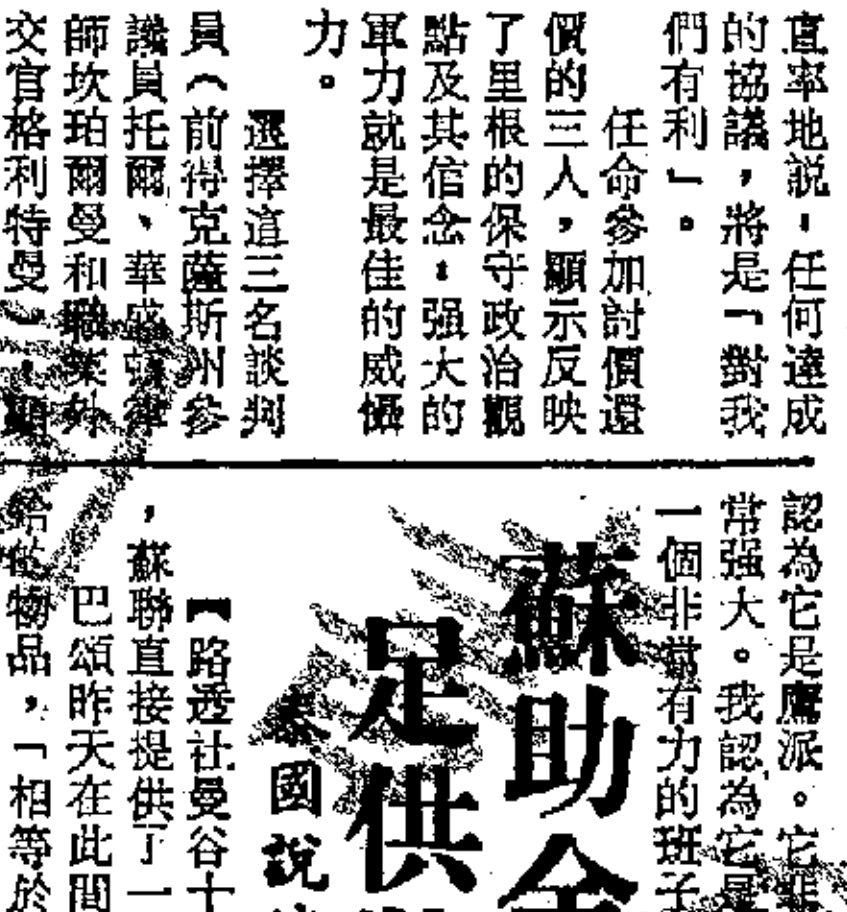 直率地説,任何達成
的協議,將是「對我
們有利」。
任命參加討價還
價的三人,顯示反映
了里根的保守政治觀
點及其信念:强大的
軍力就是最佳的威懾
力。
選擇這三名談判
員(前得克薩斯州參
議員托爾、華盛頓律
師坎珀爾曼和職業外
交官格利特曼),顯
認為它是鷹派。它非
常强大。我認為它是
一個非常有力的班子
蘇助金
足供
泰國説
【路透社曼谷十
,蘇聯直接提供了一
巴頌昨天在此間
給從物品,「相等於